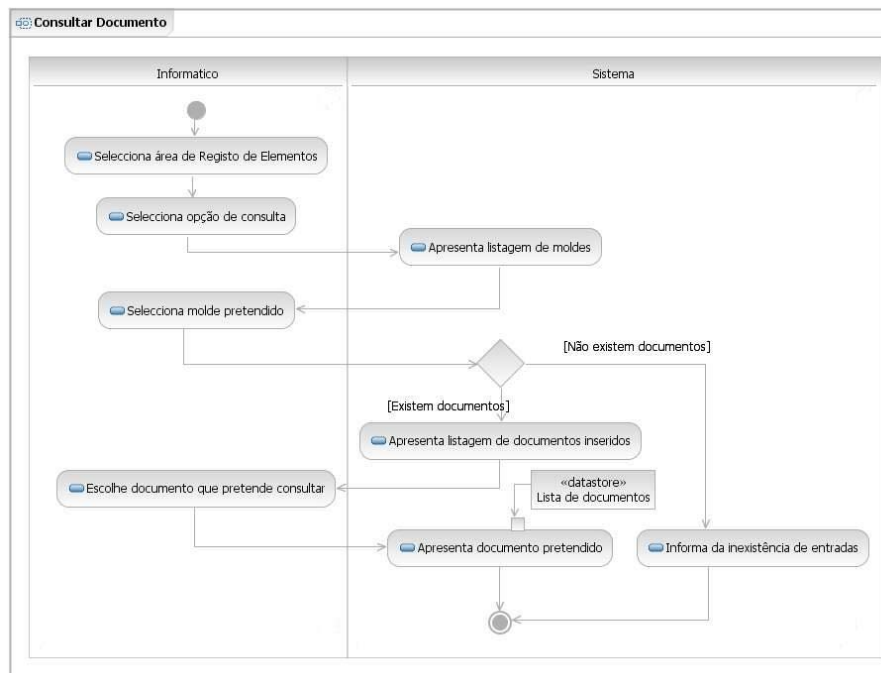 Consultar Documento
Informatico
Sistema
Selecciona área de Registo de Elementos
Selecciona opção de consulta
Apresenta listagem de moldes
Selecciona molde pretendido
[Não existem documentos]
[Existem documentos]
Apresenta listagem de documentos inseridos
Escolhe documento que pretende consultar
«datastore»
Lista de documentos
Apresenta documento pretendido
Informa da inexistência de entradas